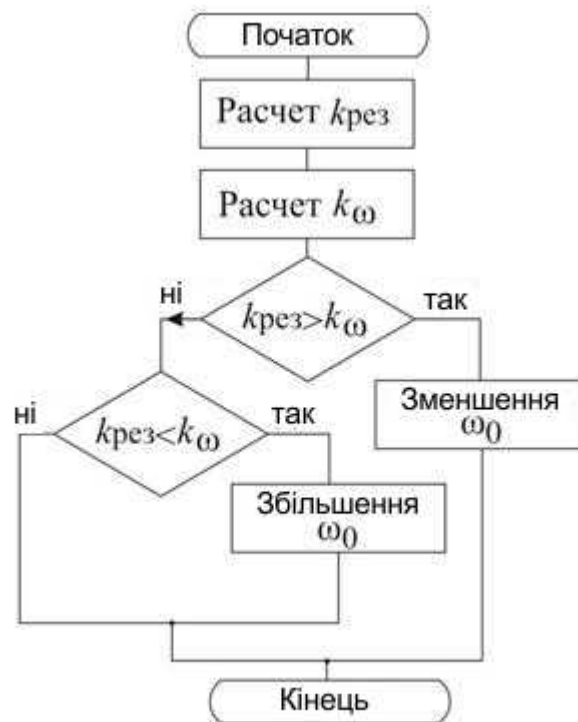 Початок
Расчет kрез
Расчет kω
kрез>kω
ні
так
Зменшення
ω0
kрез<kω
ні
так
Збільшення
ω0
Кінець